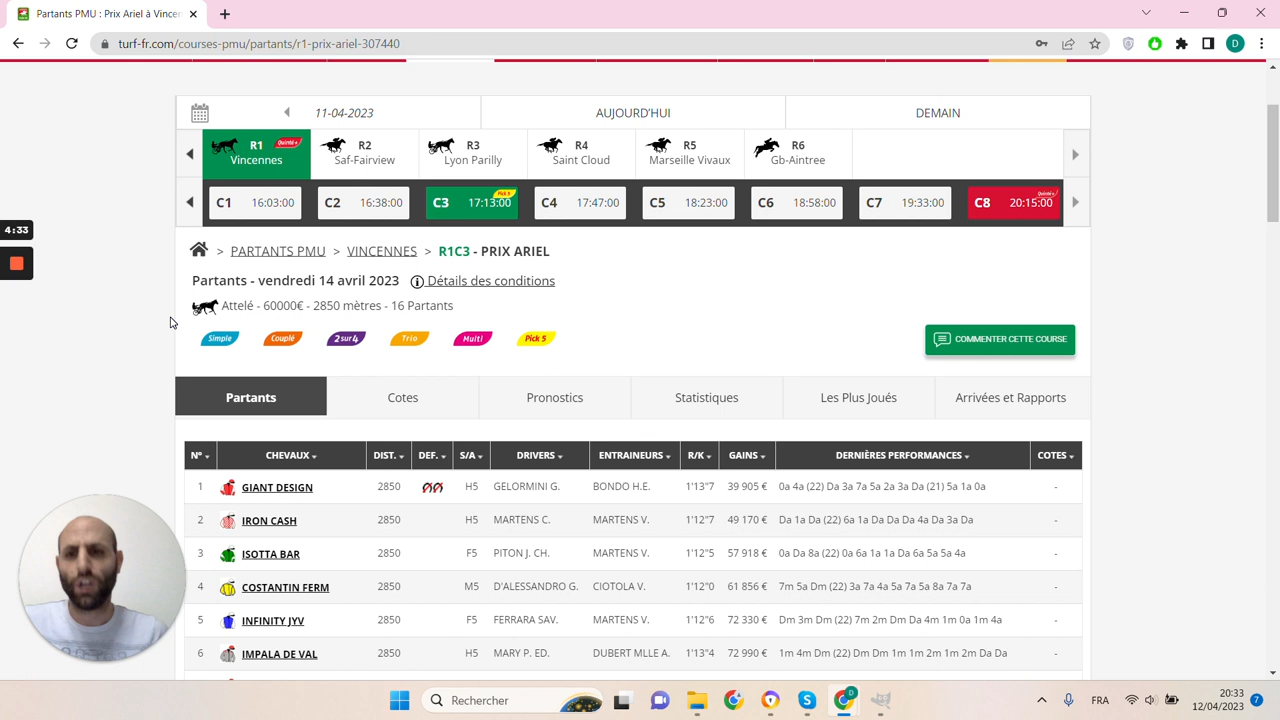 Partants PMU : Prix Ariel à Vincen
turf-fr.com/courses-pmu/partants/r1-prix-ariel-307440
11-04-2023 AUJOURD'HUI DEMAIN
R1 Quinté+ R2 R3 R4 R5 R6
Vincennes Saf-Fairview Lyon Parilly Saint Cloud Marseille Vivaux Gb-Aintree
C1 16:03:00 C2 16:38:00 C3 17:13:00 Pick 5 C4 17:47:00 C5 18:23:00 C6 18:58:00 C7 19:33:00 C8 20:15:00 Quinté+
4:33
> PARTANTS PMU > VINCENNES > R1C3 - PRIX ARIEL
Partants - vendredi 14 avril 2023 Détails des conditions
Attelé - 60000€ - 2850 mètres - 16 Partants
Simple Couplé 2sur4 Trio Multi Pick 5 COMMENTER CETTE COURSE
Partants Cotes Pronostics Statistiques Les Plus Joués Arrivées et Rapports
N° CHEVAUX DIST. DEF. S/A DRIVERS ENTRAINEURS R/K GAINS DERNIÈRES PERFORMANCES COTES
1 GIANT DESIGN 2850 H5 GELORMINI G. BONDO H.E. 1'13"7 39 905 € 0a 4a (22) Da 3a 7a 5a 2a 3a Da (21) 5a 1a 0a -
2 IRON CASH 2850 H5 MARTENS C. MARTENS V. 1'12"7 49 170 € Da 1a Da (22) 6a 1a Da Da Da 4a Da 3a Da -
3 ISOTTA BAR 2850 F5 PITON J. CH. MARTENS V. 1'12"5 57 918 € 0a Da 8a (22) 0a 6a 1a 1a Da 6a Da 5a 4a -
4 COSTANTIN FERM 2850 M5 D'ALESSANDRO G. CIOTOLA V. 1'12"0 61 856 € 7m 5a Dm (22) 3a 7a 4a 5a 7a 5a 8a 7a 7a -
5 INFINITY JYV 2850 F5 FERRARA SAV. MARTENS V. 1'12"6 72 330 € Dm 3m Dm (22) 7m 2m Dm Da 4m 1m 0a 1m 4a -
6 IMPALA DE VAL 2850 H5 MARY P. ED. DUBERT MLLE A. 1'13"4 72 990 € 1m 4m Dm (22) Dm Dm 1m 1m 2m 1m 2m Da Da -
Rechercher FRA 20:33
12/04/2023 7